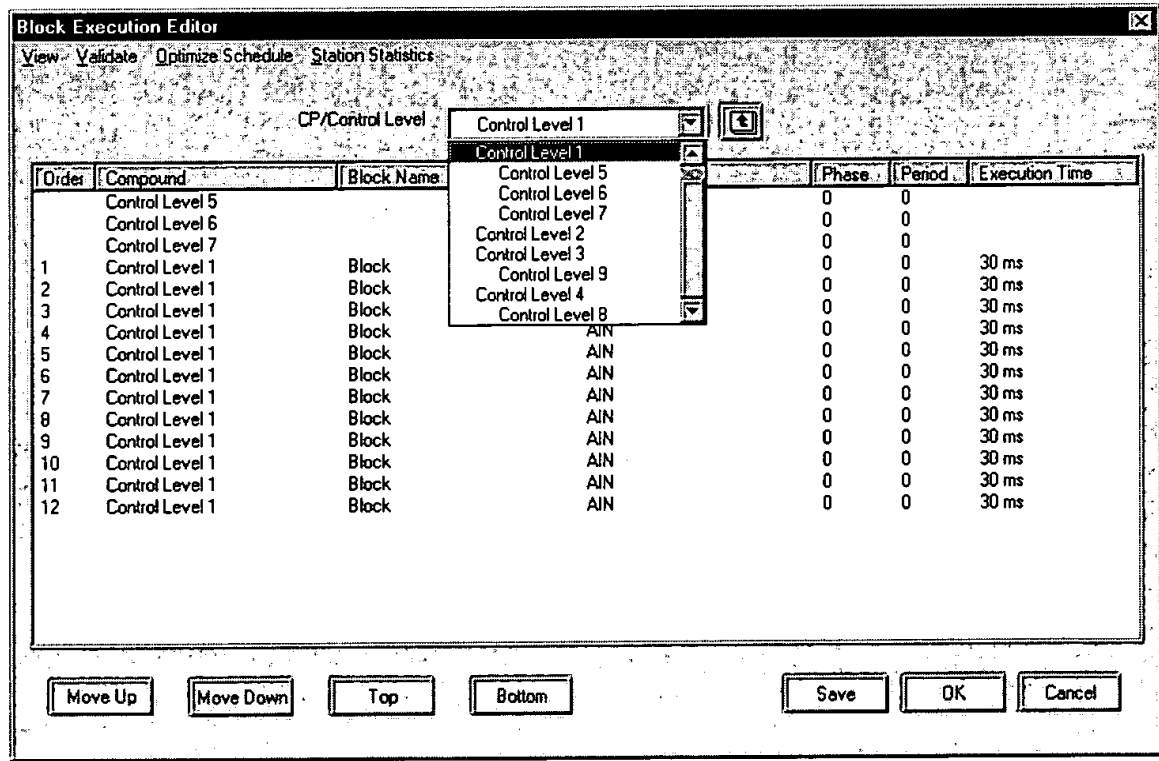 Block Execution Editor
View Validate Optimize Schedule Station Statistics
CP/Control Level Control Level 1
Control Level 1
Control Level 5
Control Level 6
Control Level 7
Control Level 2
Control Level 3
Control Level 9
Control Level 4
Control Level 8
Order Compound Block Name Phase Period Execution Time
Control Level 5 0 0
Control Level 6 0 0
Control Level 7 0 0
1 Control Level 1 Block 0 0 30 ms
2 Control Level 1 Block 0 0 30 ms
3 Control Level 1 Block 0 0 30 ms
4 Control Level 1 Block AIN 0 0 30 ms
5 Control Level 1 Block AIN 0 0 30 ms
6 Control Level 1 Block AIN 0 0 30 ms
7 Control Level 1 Block AIN 0 0 30 ms
8 Control Level 1 Block AIN 0 0 30 ms
9 Control Level 1 Block AIN 0 0 30 ms
10 Control Level 1 Block AIN 0 0 30 ms
11 Control Level 1 Block AIN 0 0 30 ms
12 Control Level 1 Block AIN 0 0 30 ms
Move Up Move Down Top Bottom Save OK Cancel